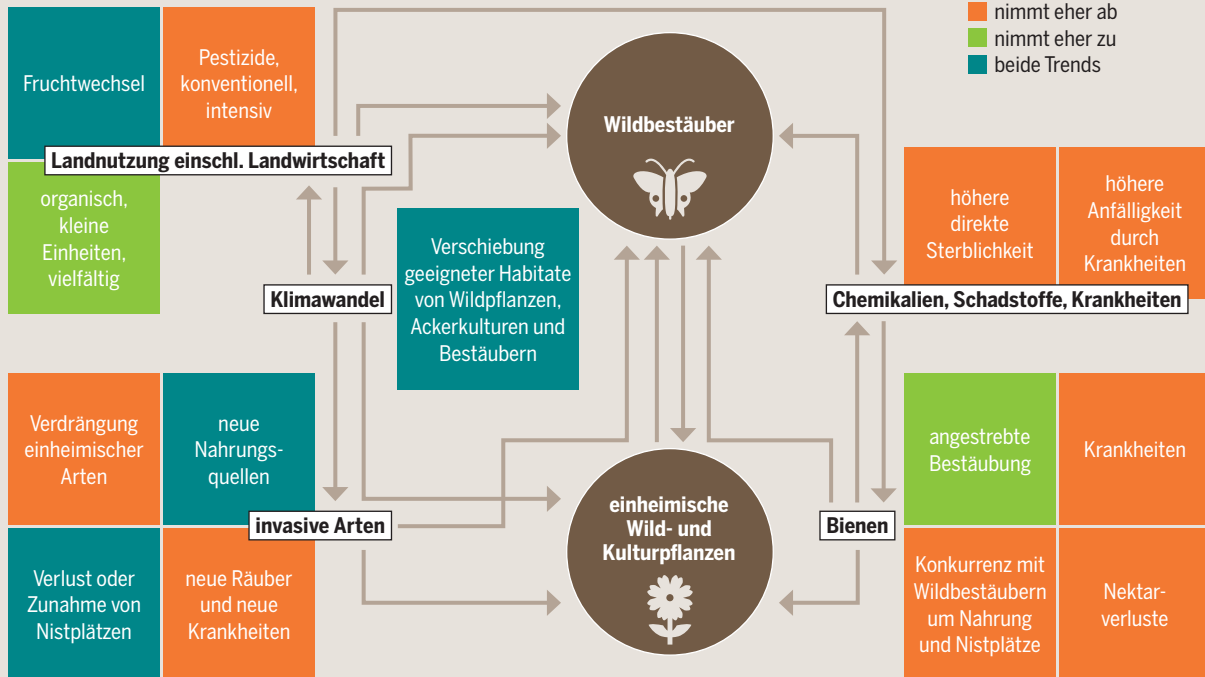 nimmt eher ab
nimmt eher zu
beide Trends
Fruchtwechsel
Pestizide,
konventionell,
intensiv
Landnutzung einschl. Landwirtschaft
organisch,
kleine
Einheiten,
vielfältig
Wildbestäuber
Verschiebung
geeigneter Habitate
von Wildpflanzen,
Ackerkulturen und
Bestäubern
Klimawandel
höhere
direkte
Sterblichkeit
höhere
Anfälligkeit
durch
Krankheiten
Chemikalien, Schadstoffe, Krankheiten
Verdrängung
einheimischer
Arten
neue
Nahrungs-
quellen
invasive Arten
Verlust oder
Zunahme von
Nistplätzen
neue Räuber
und neue
Krankheiten
einheimische
Wild- und
Kulturpflanzen
angestrebte
Bestäubung
Krankheiten
Bienen
Konkurrenz mit
Wildbestäubern
um Nahrung
und Nistplätze
Nektar-
verluste